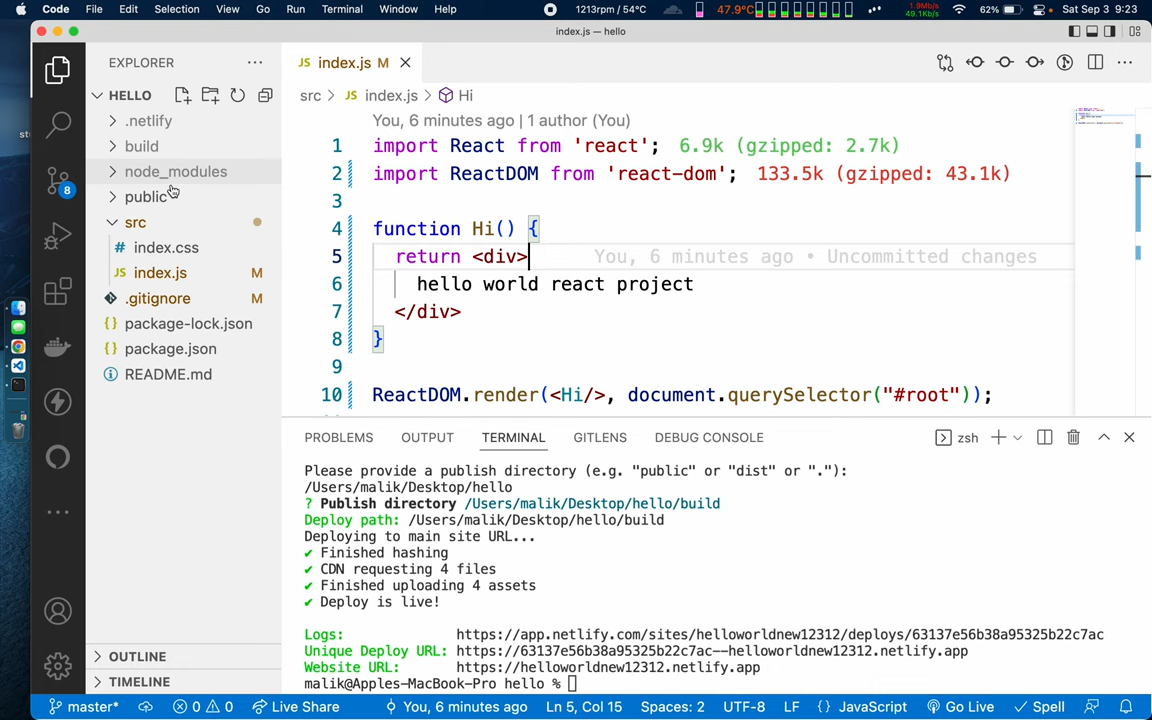 Code File Edit Selection View Go Run Terminal Window Help 1213rpm / 54°C 47.9°C 1.9Mb/s 49.1Kb/s 62% Sat Sep 3 9:23
index.js — hello
EXPLORER
HELLO
.netlify
build
node_modules
public
src
# index.css
JS index.js M
.gitignore M
{} package-lock.json
{} package.json
README.md
OUTLINE
TIMELINE
8
JS index.js M
src > JS index.js > Hi
You, 6 minutes ago | 1 author (You)
1 import React from 'react'; 6.9k (gzipped: 2.7k)
2 import ReactDOM from 'react-dom'; 133.5k (gzipped: 43.1k)
3
4 function Hi() {
5 return <div> You, 6 minutes ago • Uncommitted changes
6 hello world react project
7 </div>
8 }
9
10 ReactDOM.render(<Hi/>, document.querySelector("#root"));
PROBLEMS OUTPUT TERMINAL GITLENS DEBUG CONSOLE zsh
Please provide a publish directory (e.g. "public" or "dist" or "."):
/Users/malik/Desktop/hello
? Publish directory /Users/malik/Desktop/hello/build
Deploy path: /Users/malik/Desktop/hello/build
Deploying to main site URL...
✔ Finished hashing
✔ CDN requesting 4 files
✔ Finished uploading 4 assets
✔ Deploy is live!
Logs: https://app.netlify.com/sites/helloworldnew12312/deploys/63137e56b38a95325b22c7ac
Unique Deploy URL: https://63137e56b38a95325b22c7ac--helloworldnew12312.netlify.app
Website URL: https://helloworldnew12312.netlify.app
malik@Apples-MacBook-Pro hello %
master* 0 0 Live Share You, 6 minutes ago Ln 5, Col 15 Spaces: 2 UTF-8 LF {} JavaScript Go Live Spell